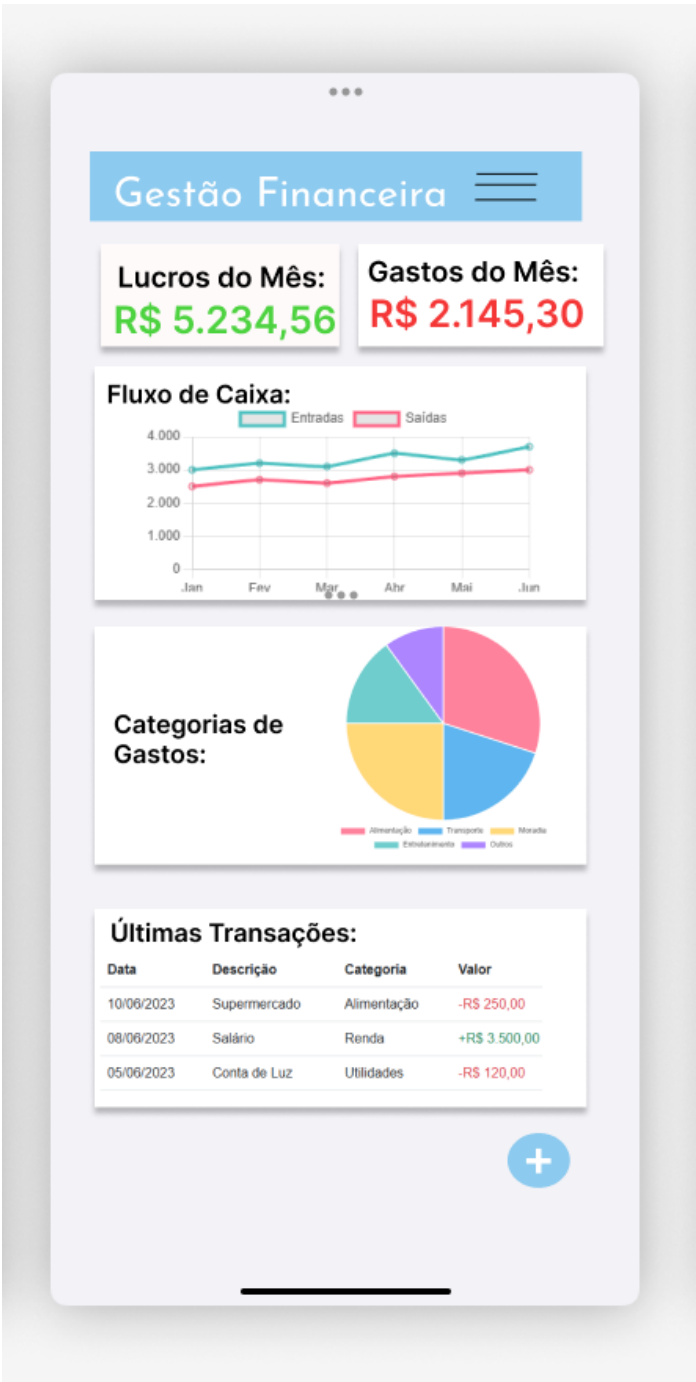 Gestão Financeira
Lucros do Mês:
R$ 5.234,56
Gastos do Mês:
R$ 2.145,30
Fluxo de Caixa:
Entradas Saídas
4.000
3.000
2.000
1.000
0
Jan Fev Mar Abr Mai Jun
Categorias de
Gastos:
Alimentação Transporte Moradia
Entretenimento Outros
Últimas Transações:
Data Descrição Categoria Valor
10/06/2023 Supermercado Alimentação -R$ 250,00
08/06/2023 Salário Renda +R$ 3.500,00
05/06/2023 Conta de Luz Utilidades -R$ 120,00